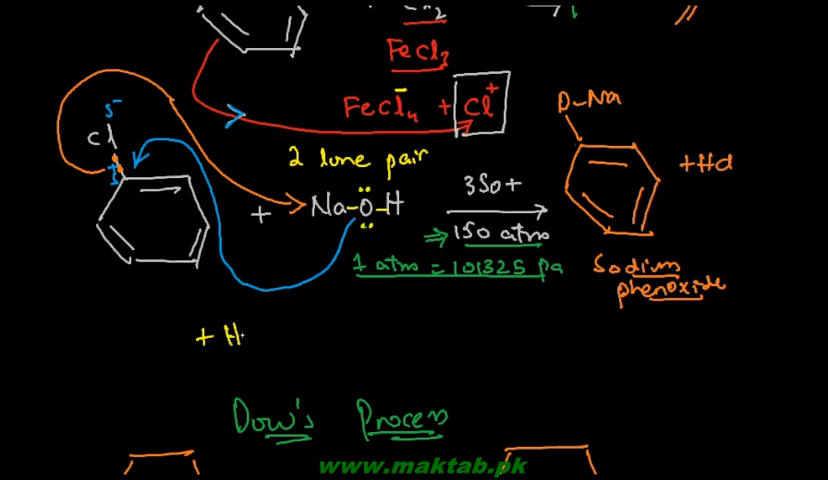 FeCl3
FeCl4 - + Cl+
δ-
Cl
2 lone pair
+ Na-O-H
350+
150 atm
1 atm = 101325 pa
O-Na
+Hcl
Sodium
phenoxide
+ H
Dow's Process
www.maktab.pk